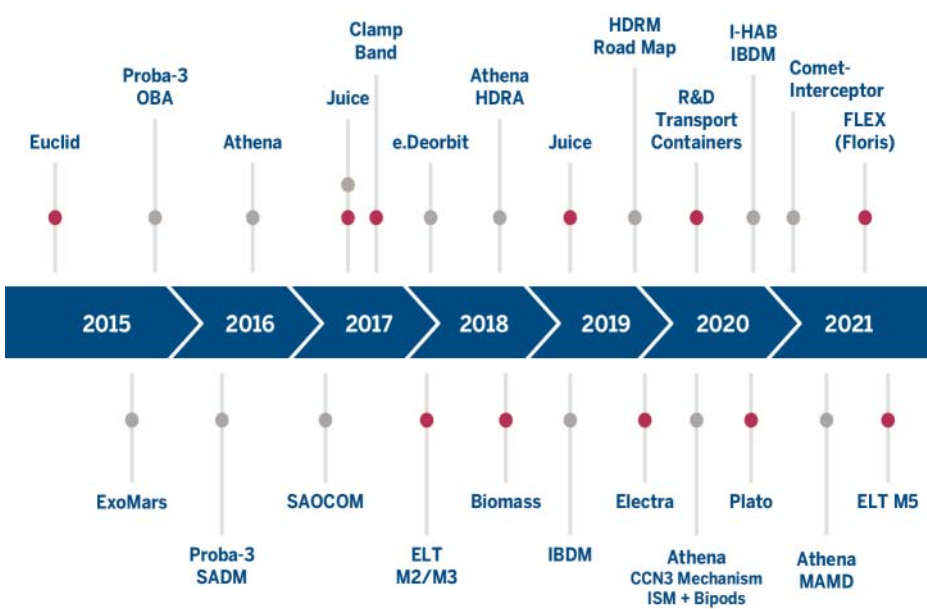 Euclid
Proba-3
OBA
Athena
Juice
Clamp
Band
e.Deorbit
Athena
HDRA
Juice
HDRM
Road Map
R&D
Transport
Containers
I-HAB
IBDM
Comet-
Interceptor
FLEX
(Floris)
2015
2016
2017
2018
2019
2020
2021
ExoMars
Proba-3
SADM
SAOCOM
ELT
M2/M3
Biomass
IBDM
Electra
Athena
CCN3 Mechanism
ISM + Bipods
Plato
Athena
MAMD
ELT M5